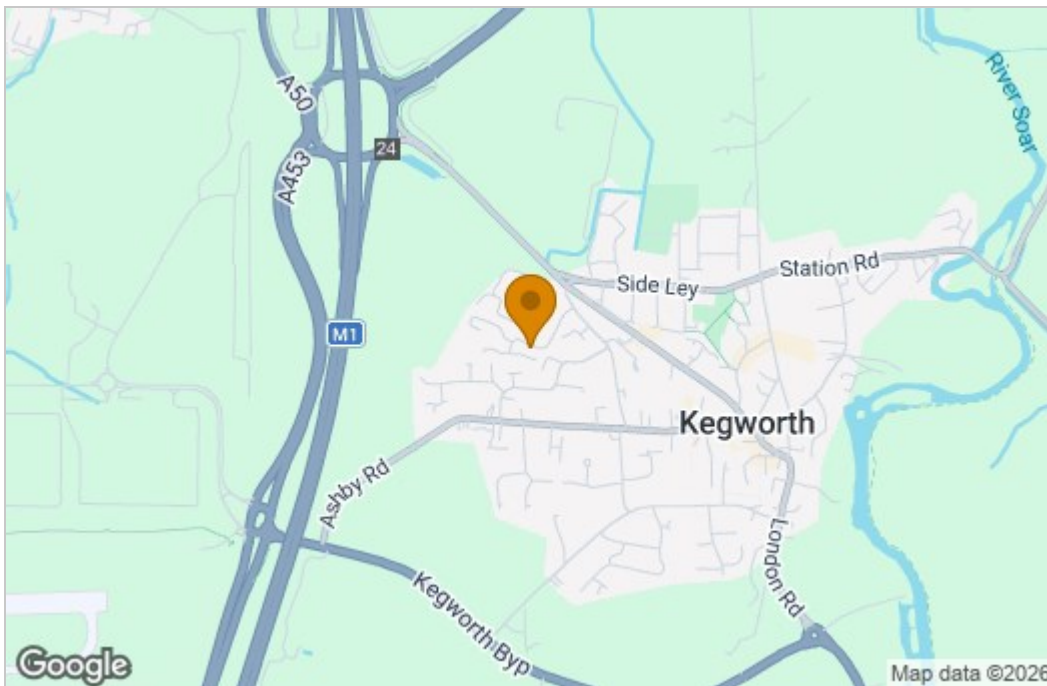 A50
River Soar
24
A453
Side Ley
Station Rd
M1
Kegworth
Ashby Rd
London Rd
Kegworth Byp
Google
Map data ©2026